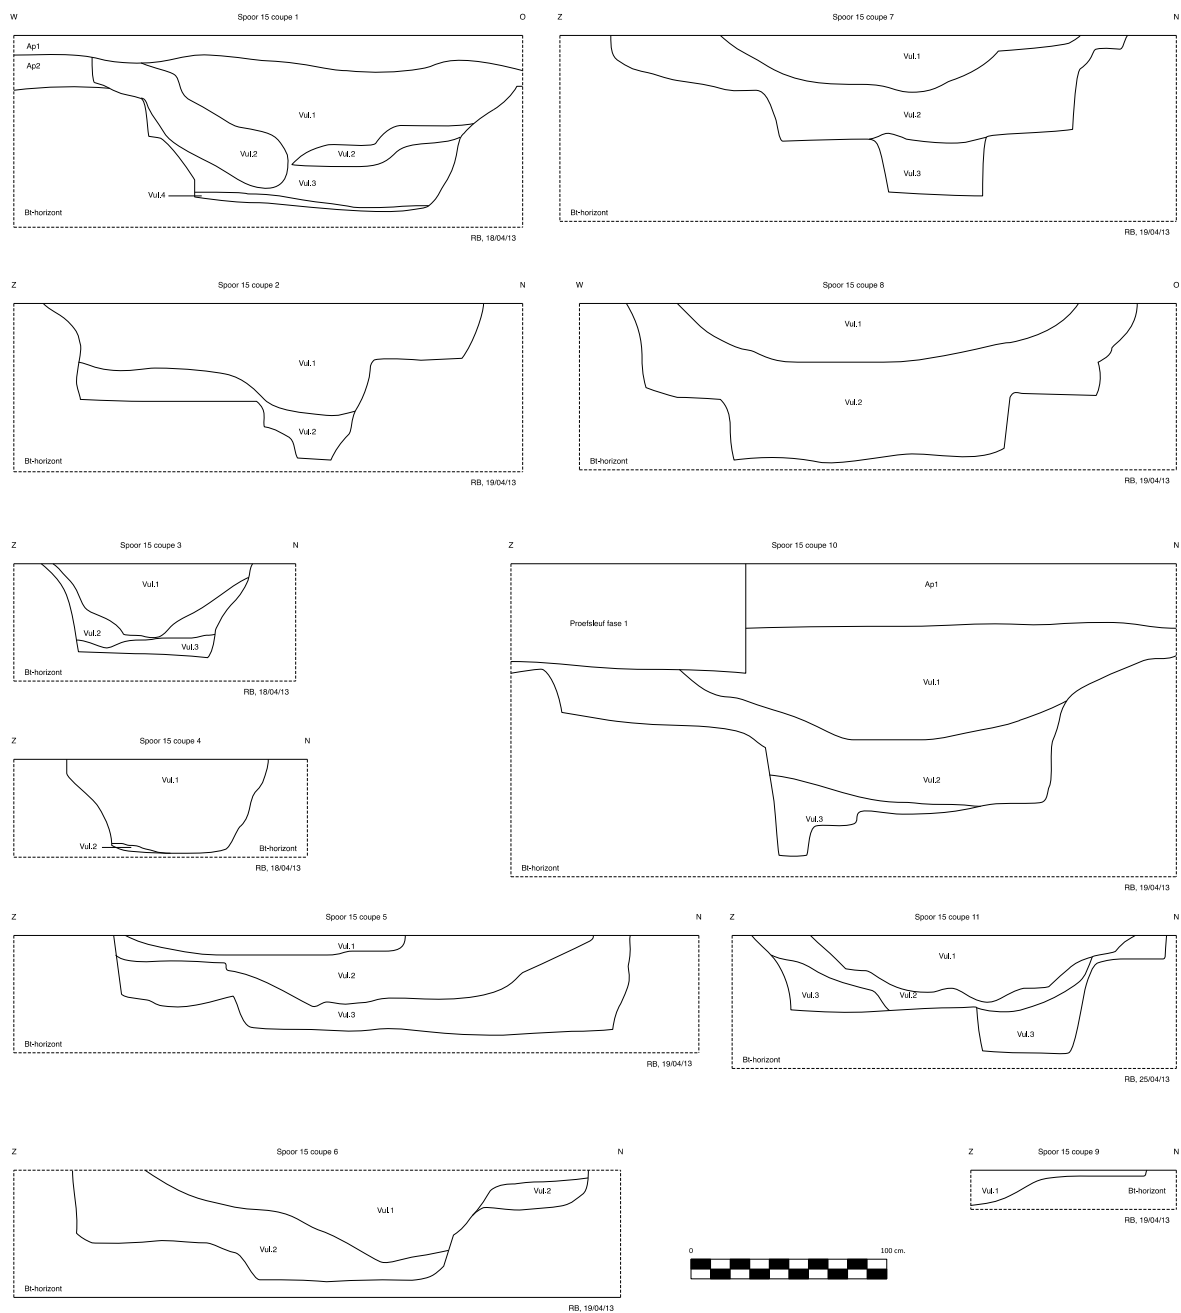 W Spoor 15 coupe 1 O
Ap1
Ap2
Vul.1
Vul.2
Vul.2
Vul.3
Vul.4
Bt-horizont
RB, 18/04/13
Z Spoor 15 coupe 7 N
Vul.1
Vul.2
Vul.3
Bt-horizont
RB, 19/04/13
Z Spoor 15 coupe 2 N
Vul.1
Vul.2
Bt-horizont
RB, 19/04/13
W Spoor 15 coupe 8 O
Vul.1
Vul.2
Bt-horizont
RB, 19/04/13
Z Spoor 15 coupe 3 N
Vul.1
Vul.2
Vul.3
Bt-horizont
RB, 18/04/13
Z Spoor 15 coupe 10 N
Ap1
Proefsleuf fase 1
Vul.1
Vul.2
Vul.3
Bt-horizont
RB, 19/04/13
Z Spoor 15 coupe 4 N
Vul.1
Vul.2
Bt-horizont
RB, 18/04/13
Z Spoor 15 coupe 5 N
Vul.1
Vul.2
Vul.3
Bt-horizont
RB, 19/04/13
Z Spoor 15 coupe 11 N
Vul.1
Vul.3
Vul.2
Vul.3
Bt-horizont
RB, 25/04/13
Z Spoor 15 coupe 6 N
Vul.2
Vul.1
Vul.2
Bt-horizont
RB, 19/04/13
Z Spoor 15 coupe 9 N
Vul.1
Bt-horizont
RB, 19/04/13
0 100 cm.